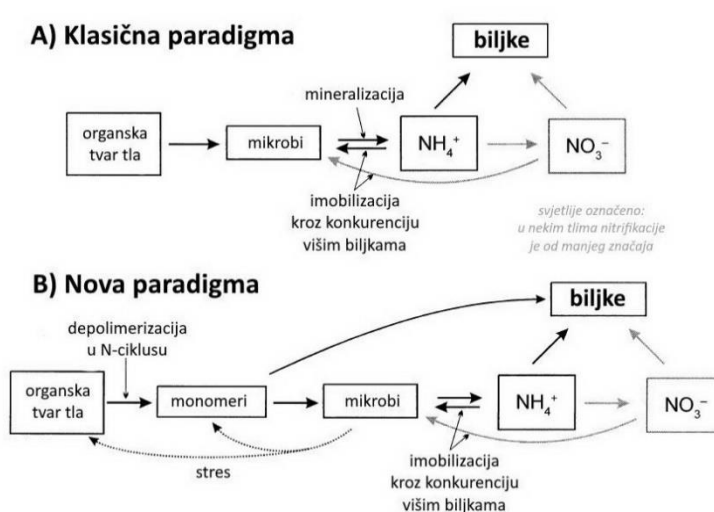 A) Klasična paradigma
biljke
mineralizacija
organska
tvar tla
mikrobi
NH₄⁺
NO₃⁻
imobilizacija
kroz konkurenciju
višim biljkama
svjetlije označeno:
u nekim tlima nitrifikacije
je od manjeg značaja
B) Nova paradigma
biljke
depolimerizacija
u N-ciklusu
organska
tvar tla
monomeri
mikrobi
NH₄⁺
NO₃⁻
stres
imobilizacija
kroz konkurenciju
višim biljkama